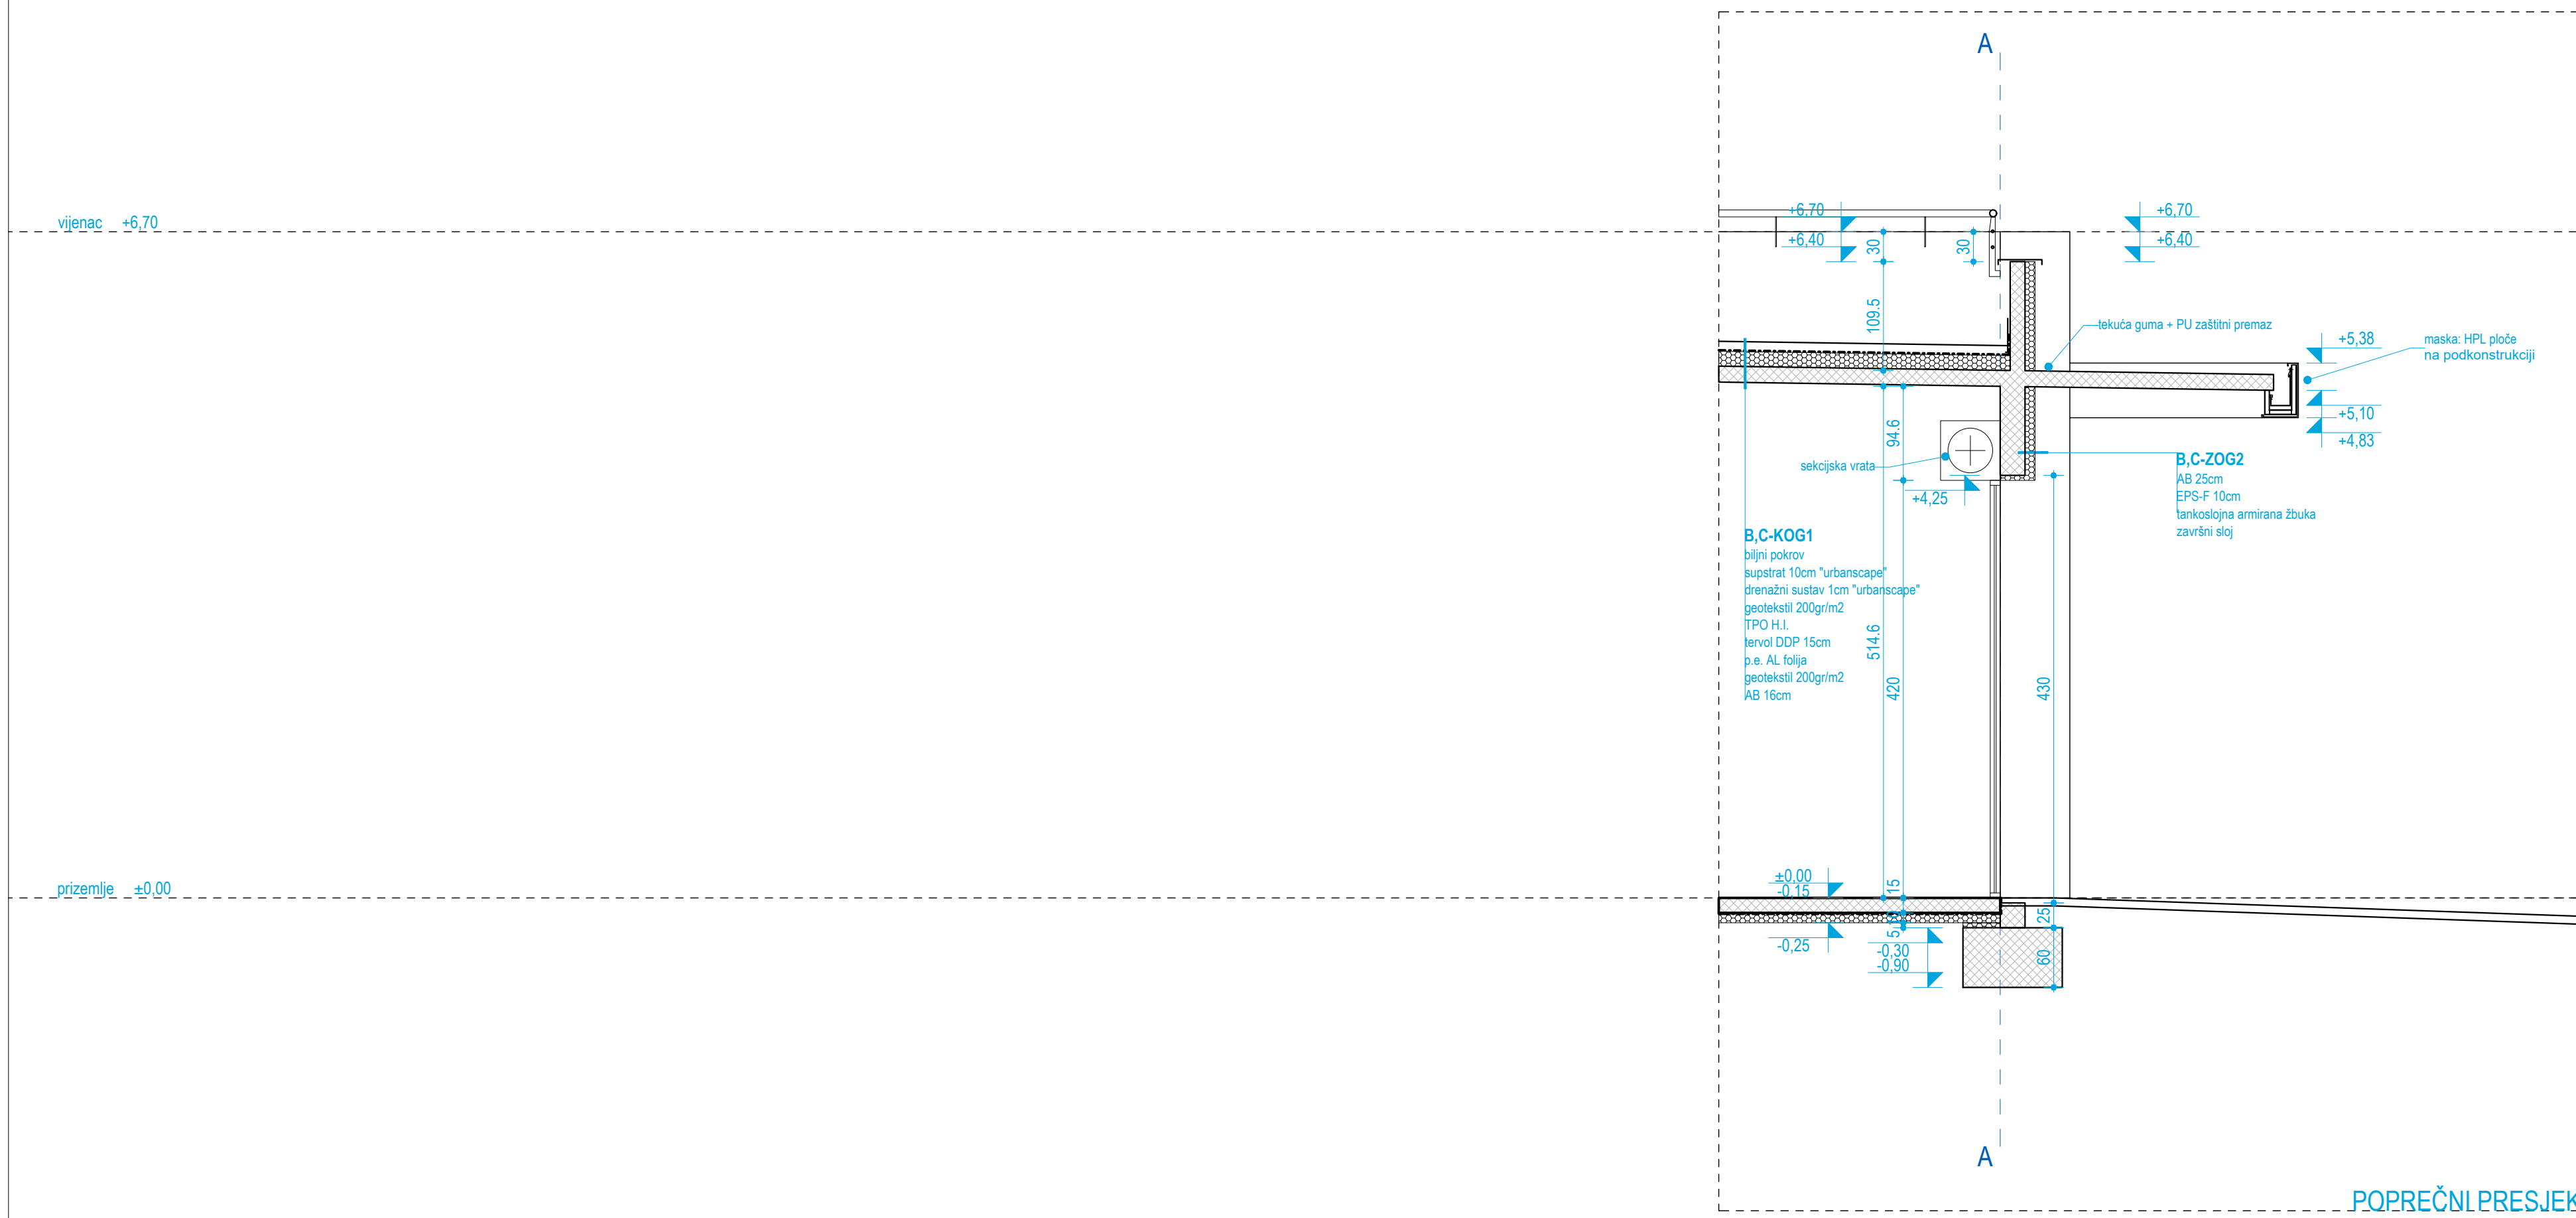 A
vijenac +6,70
+6,70
+6,40
30
30
+6,70
+6,40
109.5
tekuća guma + PU zaštitni premaz
+5,38
maska: HPL ploče
na podkonstrukciji
+5,10
+4,83
94.6
sekcijska vrata
+4,25
B,C-ZOG2
AB 25cm
EPS-F 10cm
tankoslojna armirana žbuka
završni sloj
B,C-KOG1
biljni pokrov
supstrat 10cm "urbanscape"
drenažni sustav 1cm "urbanscape"
geotekstil 200gr/m2
TPO H.I.
tervol DDP 15cm
p.e. AL folija
geotekstil 200gr/m2
AB 16cm
514.6
420
430
prizemlje ±0,00
±0,00
-0,15
15
-0,25
5
10
25
-0,30
-0,90
60
A
POPREČNI PRESJEK